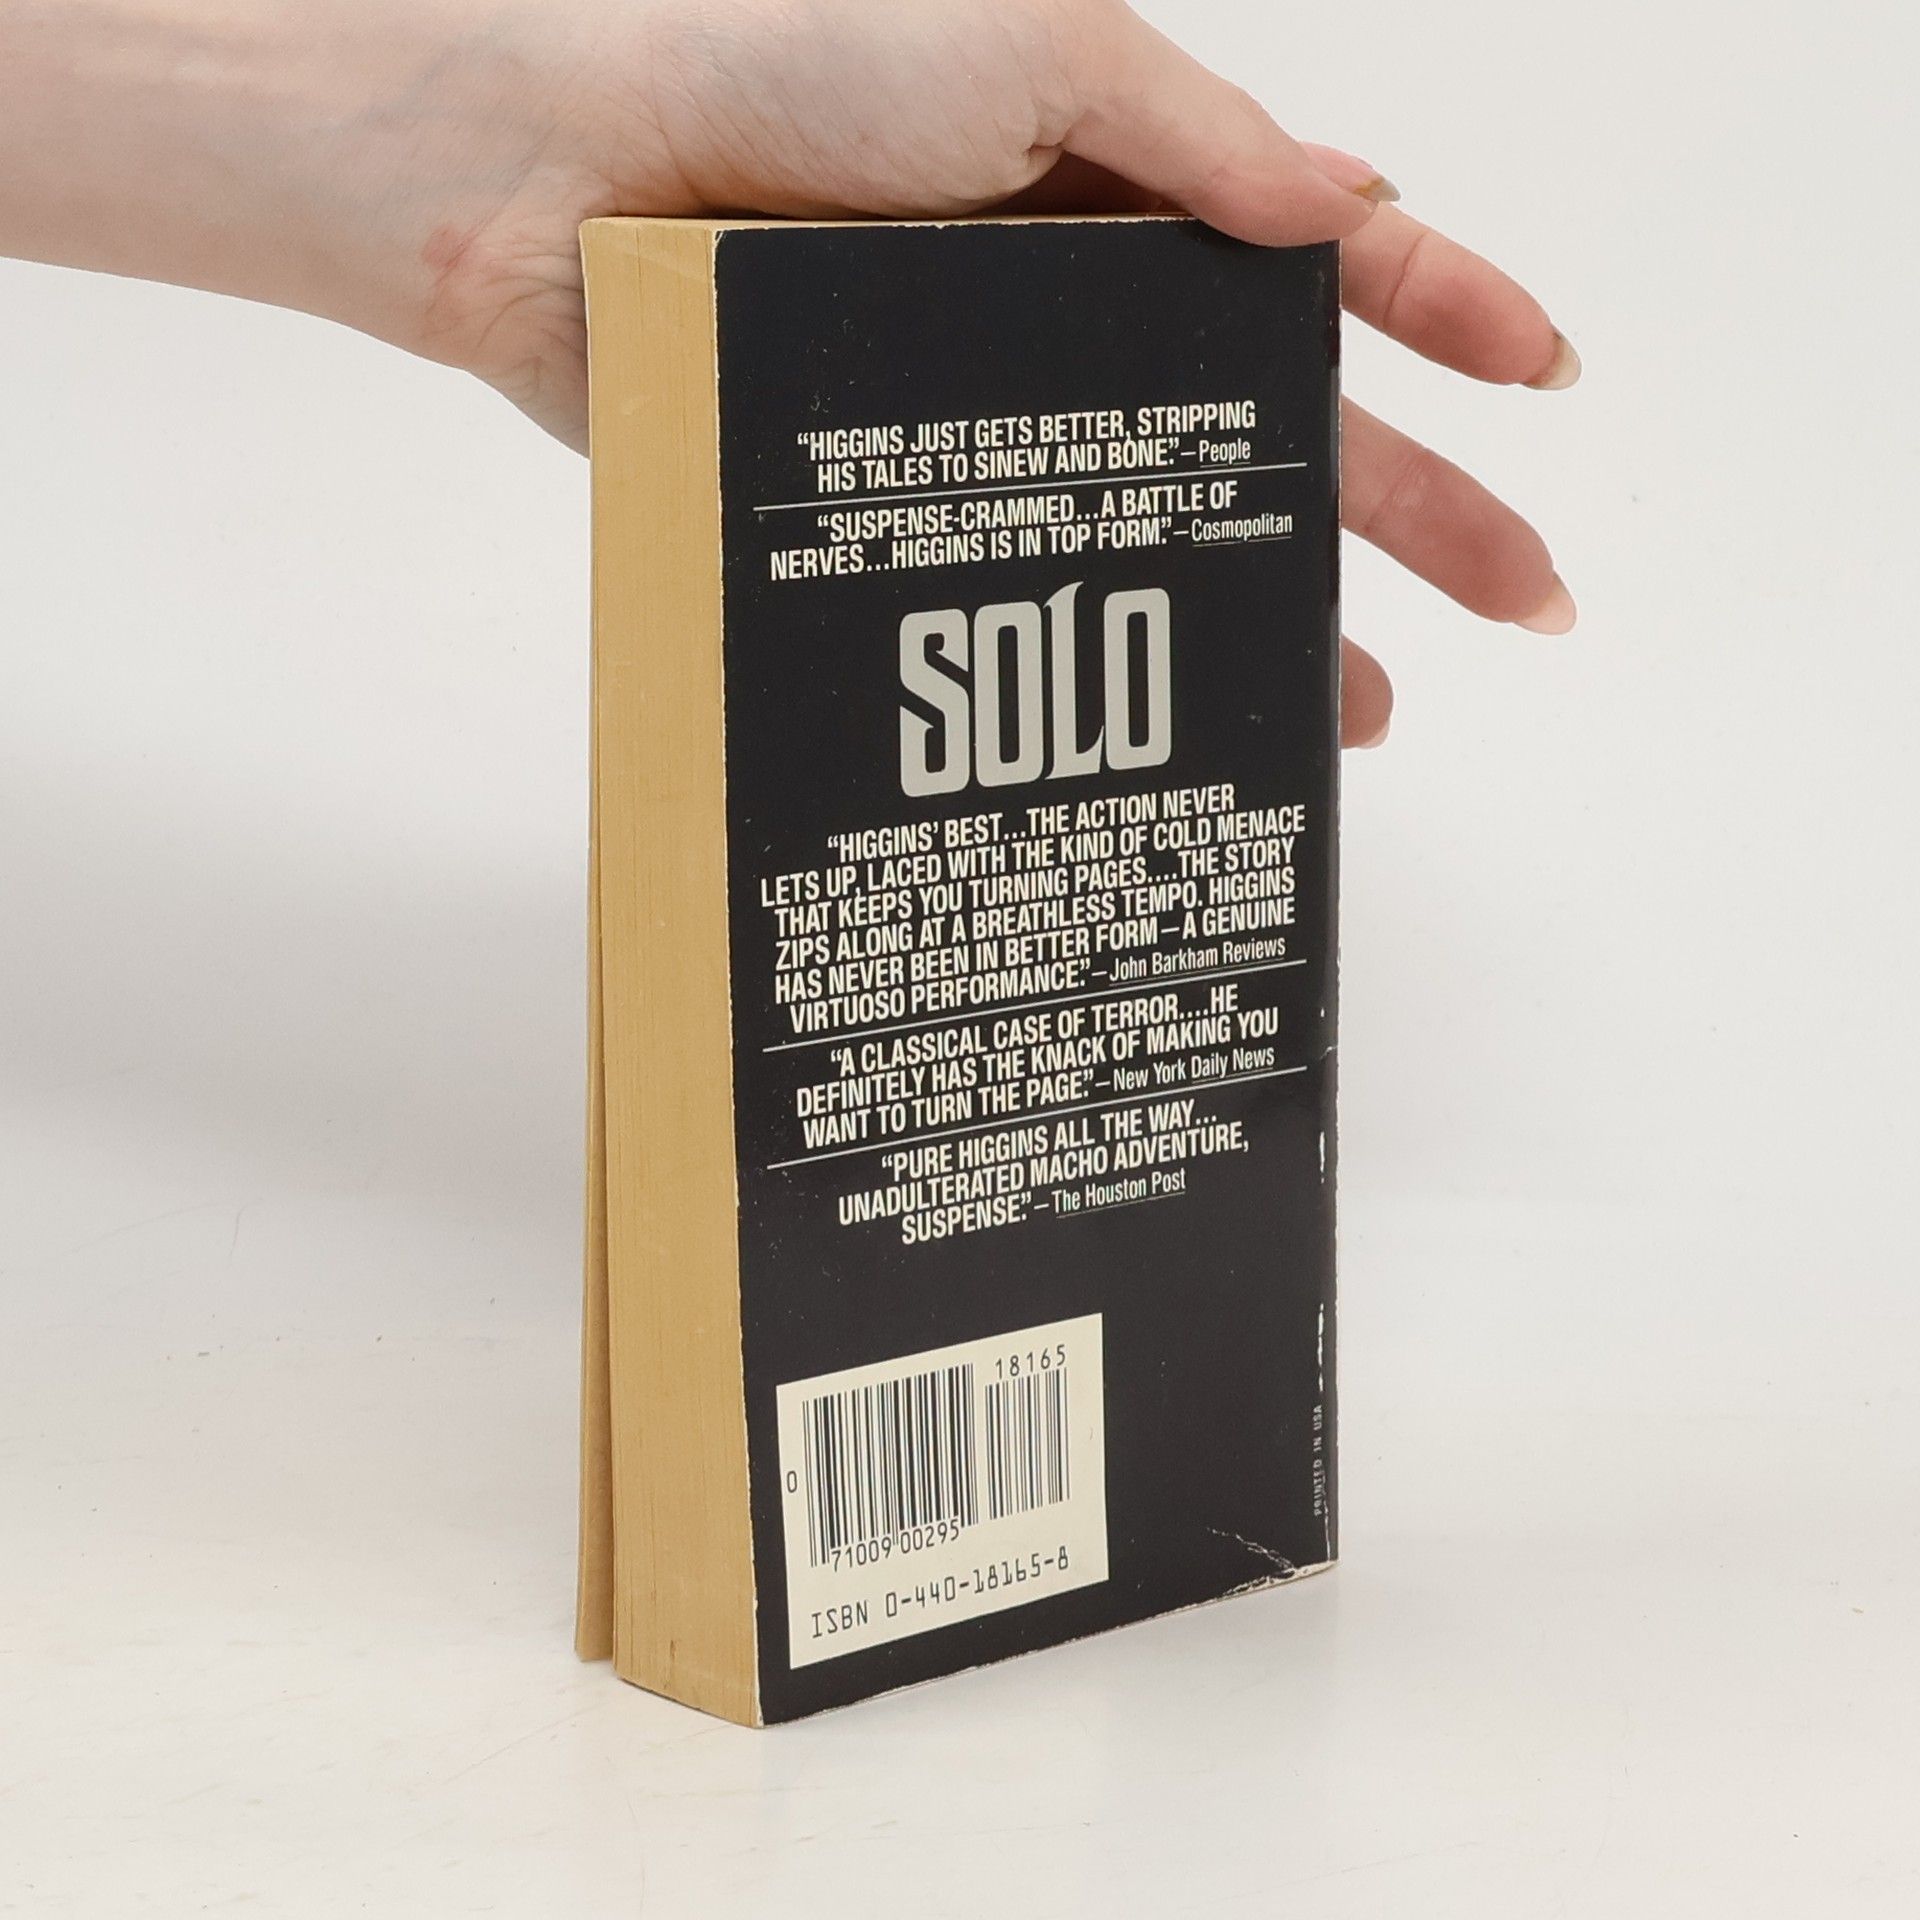 “HIGGINS JUST GETS BETTER, STRIPPING
HIS TALES TO SINEW AND BONE.”—People
“SUSPENSE-CRAMMED...A BATTLE OF
NERVES...HIGGINS IS IN TOP FORM.”—Cosmopolitan
SOLO
“HIGGINS’ BEST...THE ACTION NEVER
LETS UP, LACED WITH THE KIND OF COLD MENACE
THAT KEEPS YOU TURNING PAGES....THE STORY
ZIPS ALONG AT A BREATHLESS TEMPO. HIGGINS
HAS NEVER BEEN IN BETTER FORM—A GENUINE
VIRTUOSO PERFORMANCE.”—John Barkham Reviews
“A CLASSICAL CASE OF TERROR....HE
DEFINITELY HAS THE KNACK OF MAKING YOU
WANT TO TURN THE PAGE.”—New York Daily News
“PURE HIGGINS ALL THE WAY...
UNADULTERATED MACHO ADVENTURE,
SUSPENSE.”—The Houston Post
18165
0
71009 00295
ISBN 0-440-18165-8
PRINTED IN USA